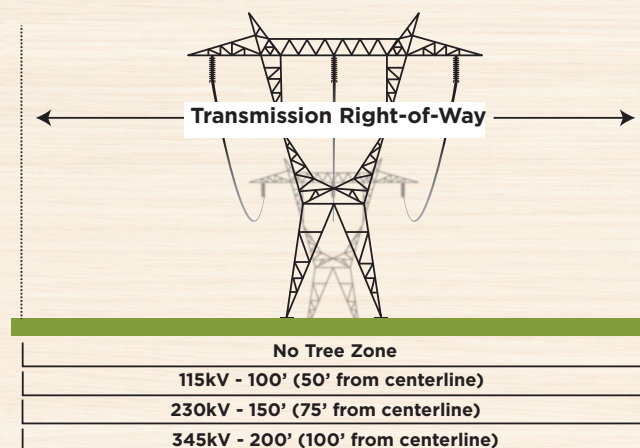 Transmission Right-of-Way
No Tree Zone
115kV - 100’ (50’ from centerline)
230kV - 150’ (75’ from centerline)
345kV - 200’ (100’ from centerline)